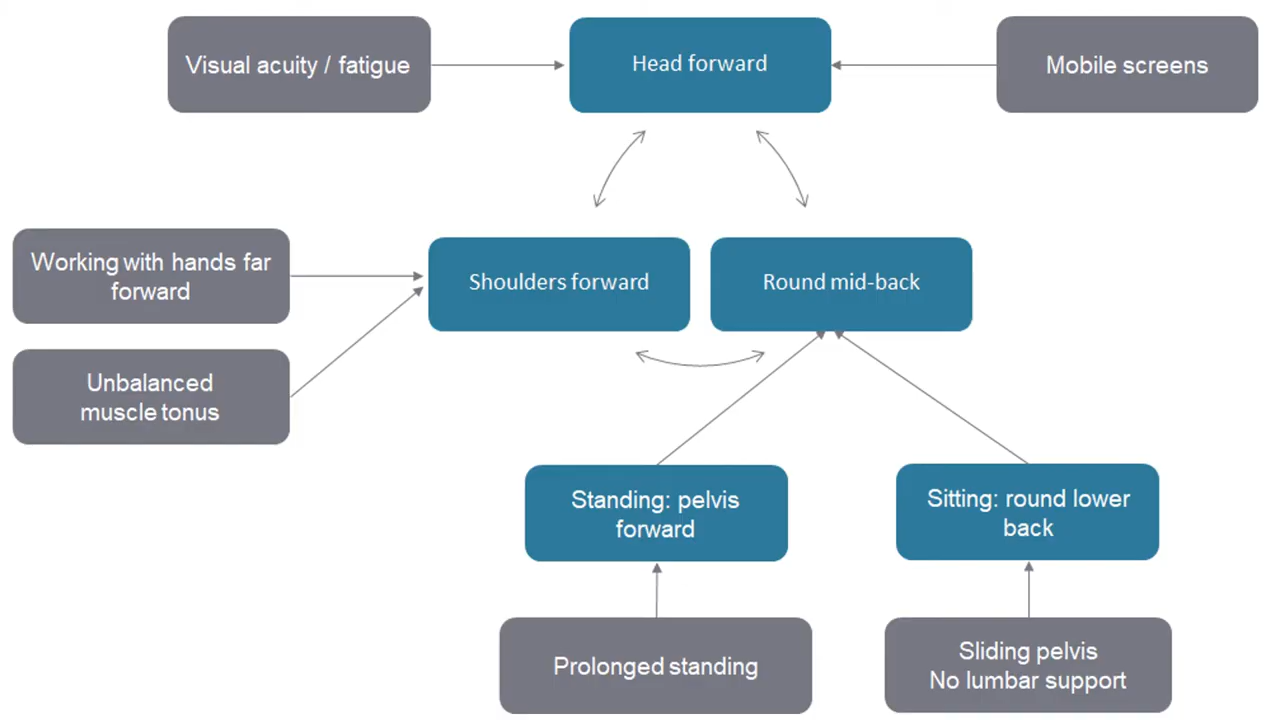 Visual acuity / fatigue
Head forward
Mobile screens
Working with hands far
forward
Shoulders forward
Round mid-back
Unbalanced
muscle tonus
Standing: pelvis
forward
Sitting: round lower
back
Prolonged standing
Sliding pelvis
No lumbar support